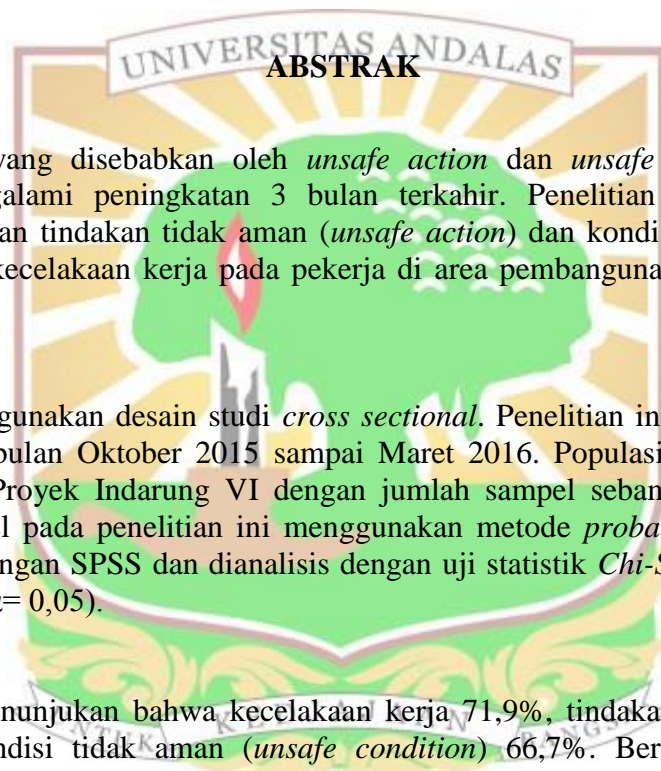 UNIVERSITAS ANDALAS
ABSTRAK
yang disebabkan oleh unsafe action dan unsafe
galami peningkatan 3 bulan terkahir. Penelitian
an tindakan tidak aman (unsafe action) dan kondi
kecelakaan kerja pada pekerja di area pembanguna
gunakan desain studi cross sectional. Penelitian in
bulan Oktober 2015 sampai Maret 2016. Populasi
Proyek Indarung VI dengan jumlah sampel seban
el pada penelitian ini menggunakan metode proba
ngan SPSS dan dianalisis dengan uji statistik Chi-S
= 0,05).
nunjukan bahwa kecelakaan kerja 71,9%, tindaka
ndisi tidak aman (unsafe condition) 66,7%. Ber